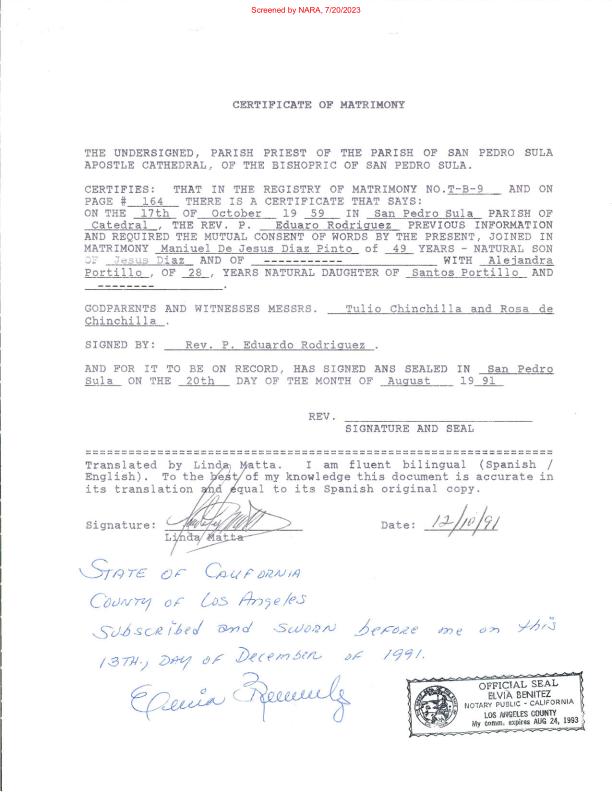 Screened by NARA, 7/20/2023
CERTIFICATE OF MATRIMONY
THE UNDERSIGNED, PARISH PRIEST OF THE PARISH OF SAN PEDRO SULA
APOSTLE CATHEDRAL, OF THE BISHOPRIC OF SAN PEDRO SULA.
CERTIFIES: THAT IN THE REGISTRY OF MATRIMONY NO.T-B-9 AND ON
PAGE # 164 THERE IS A CERTIFICATE THAT SAYS:
ON THE 17th OF October 19 59 IN San Pedro Sula PARISH OF
Catedral, THE REV. P. Eduaro Rodriguez PREVIOUS INFORMATION
AND REQUIRED THE MUTUAL CONSENT OF WORDS BY THE PRESENT, JOINED IN
MATRIMONY Maniuel De Jesus Diaz Pinto of 49 YEARS - NATURAL SON
OF Jesus Diaz AND OF ------------ WITH Alejandra
Portillo, OF 28, YEARS NATURAL DAUGHTER OF Santos Portillo AND
---------.
GODPARENTS AND WITNESSES MESSRS. Tulio Chinchilla and Rosa de
Chinchilla.
SIGNED BY: Rev. P. Eduardo Rodriguez.
AND FOR IT TO BE ON RECORD, HAS SIGNED ANS SEALED IN San Pedro
Sula ON THE 20th DAY OF THE MONTH OF August 19 91
REV. ____________________
SIGNATURE AND SEAL
==================================================================
Translated by Linda Matta. I am fluent bilingual (Spanish /
English). To the best of my knowledge this document is accurate in
its translation and equal to its Spanish original copy.
Signature: Date: 12/10/91
Linda Matta
STATE OF CALIFORNIA
COUNTY OF LOS Angeles
Subscribed and SWORN before me on this
13TH, DAY OF December OF 1991.
OFFICIAL SEAL
ELVIA BENITEZ
NOTARY PUBLIC - CALIFORNIA
LOS ANGELES COUNTY
My comm. expires AUG 24, 1993